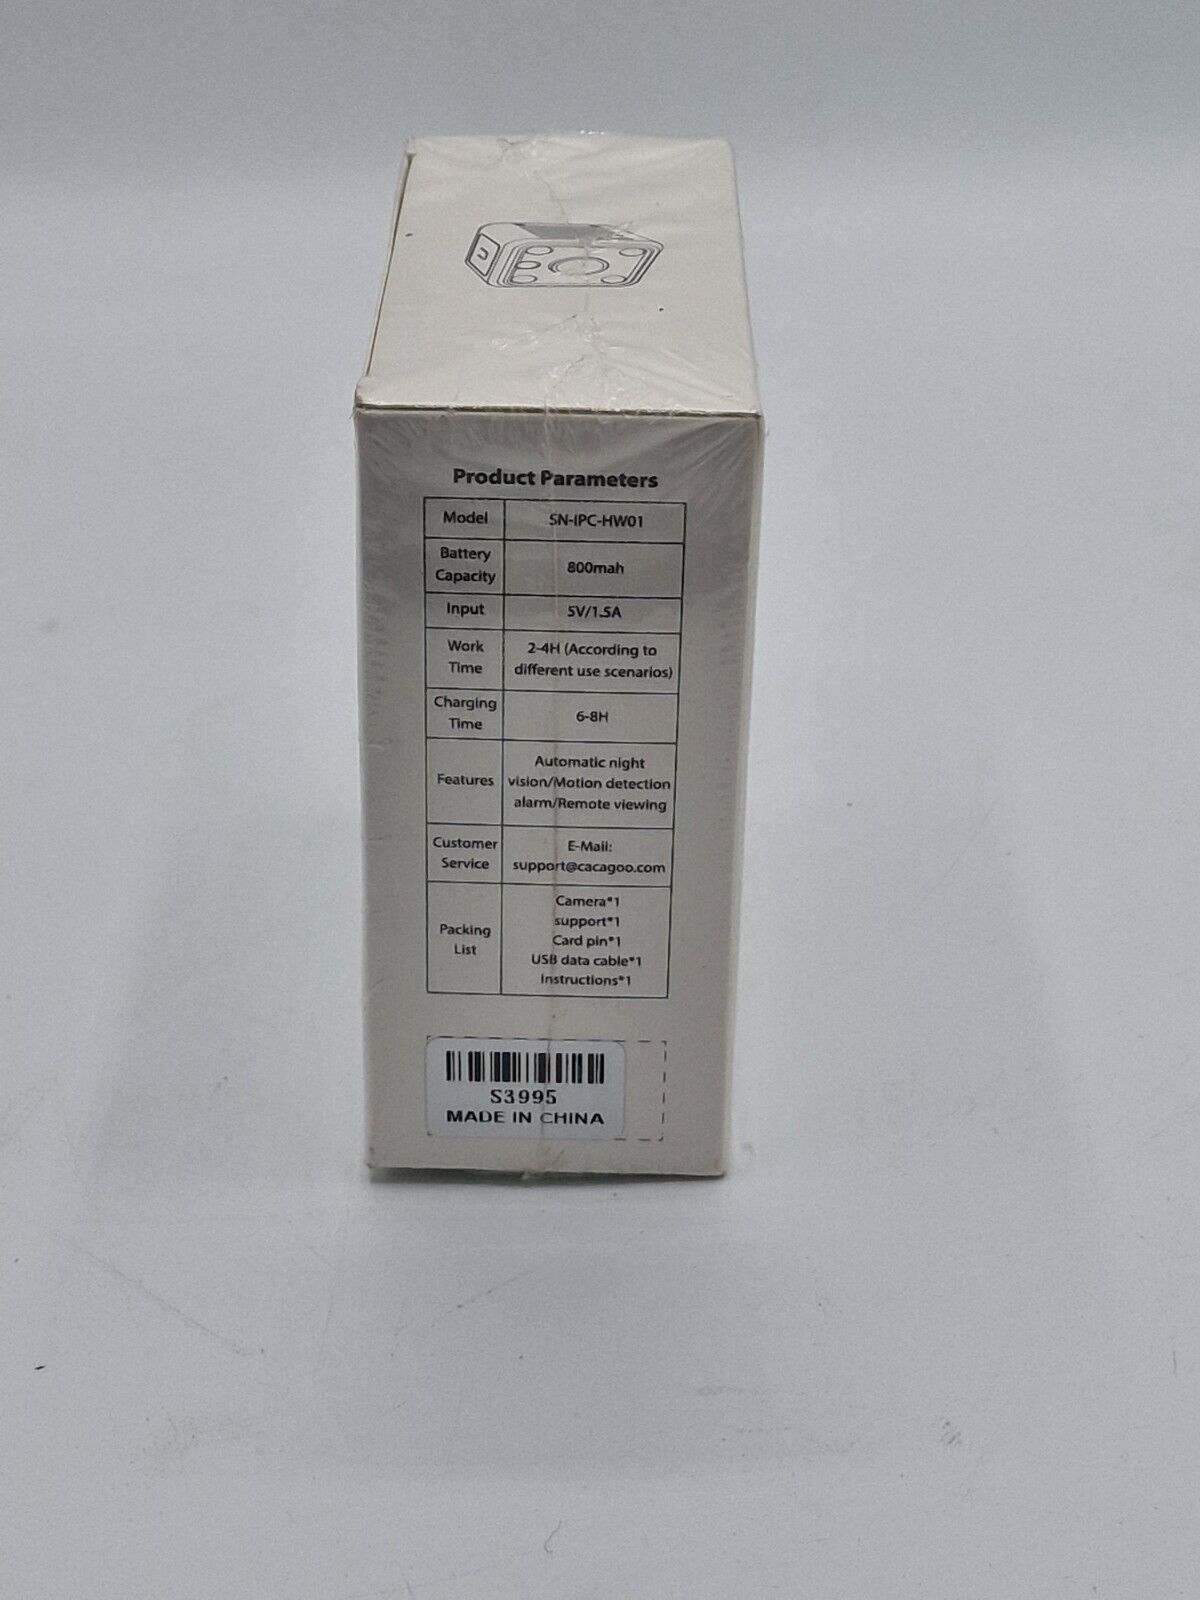 Product Parameters
Model SN-IPC-HW01
Battery
Capacity
800mah
Input 5V/1.5A
Work
Time
2-4H (According to
different use scenarios)
Charging
Time
6-8H
Features
Automatic night
vision/Motion detection
alarm/Remote viewing
Customer
Service
E-Mail:
support@cacagoo.com
Packing
List
Camera*1
support*1
Card pin*1
USB data cable*1
Instructions*1
S3995
MADE IN CHINA